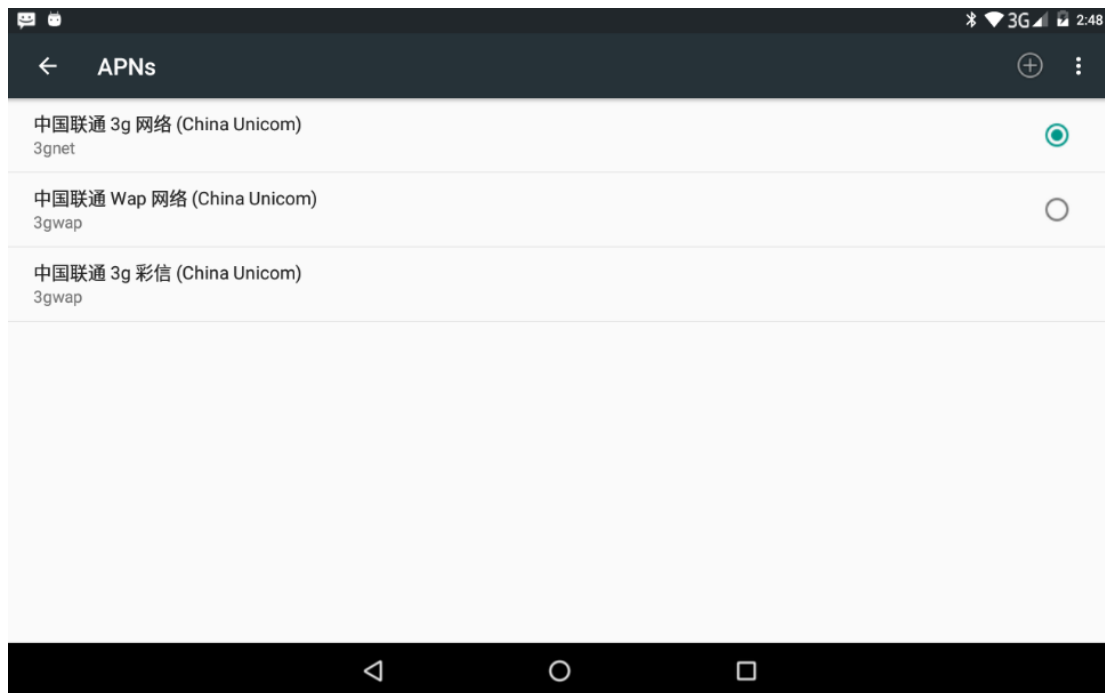 3G 2:48
APNs
中国联通 3g 网络 (China Unicom)
3gnet
中国联通 Wap 网络 (China Unicom)
3gwap
中国联通 3g 彩信 (China Unicom)
3gwap